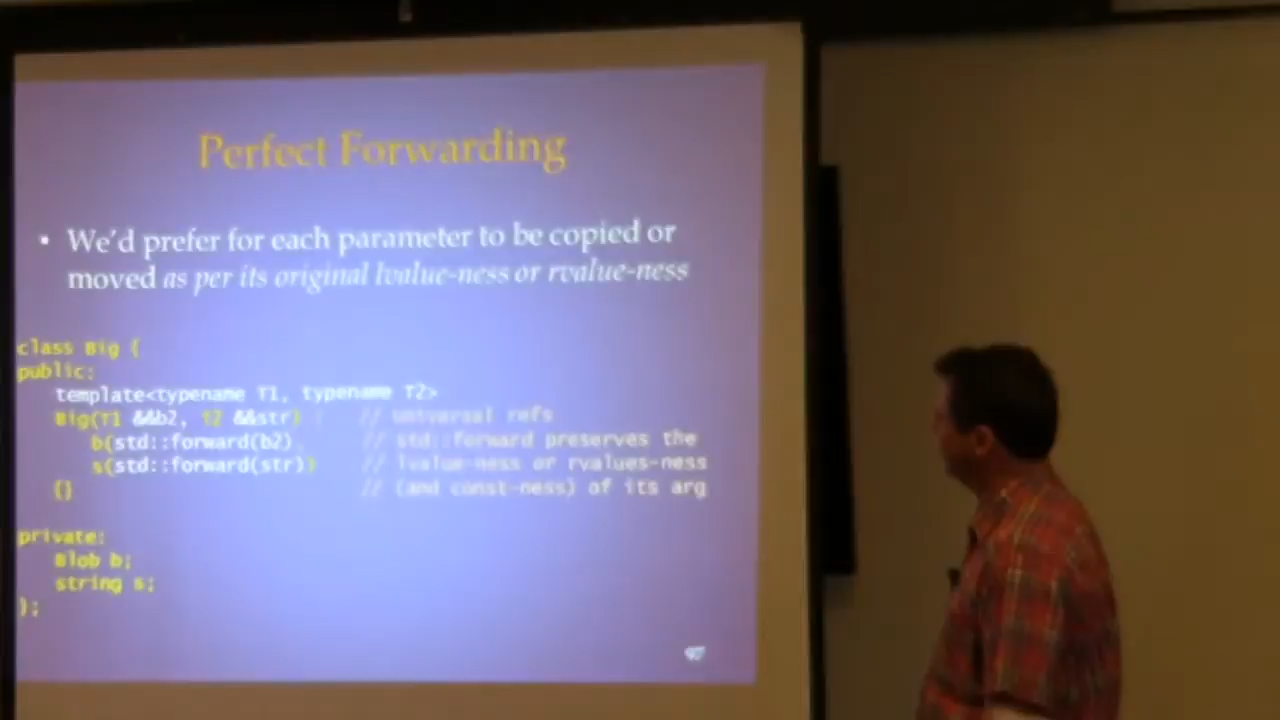 Perfect Forwarding
• We'd prefer for each parameter to be copied or
moved as per its original lvalue-ness or rvalue-ness
class Big {
public:
template<typename T1, typename T2>
Big(T1 &&b2, T2 &&str) : // universal refs
b(std::forward(b2) // std::forward preserves the
s(std::forward(str)) // lvalue-ness or rvalues-ness
{} // (and const-ness) of its arg
private:
Blob b;
string s;
};